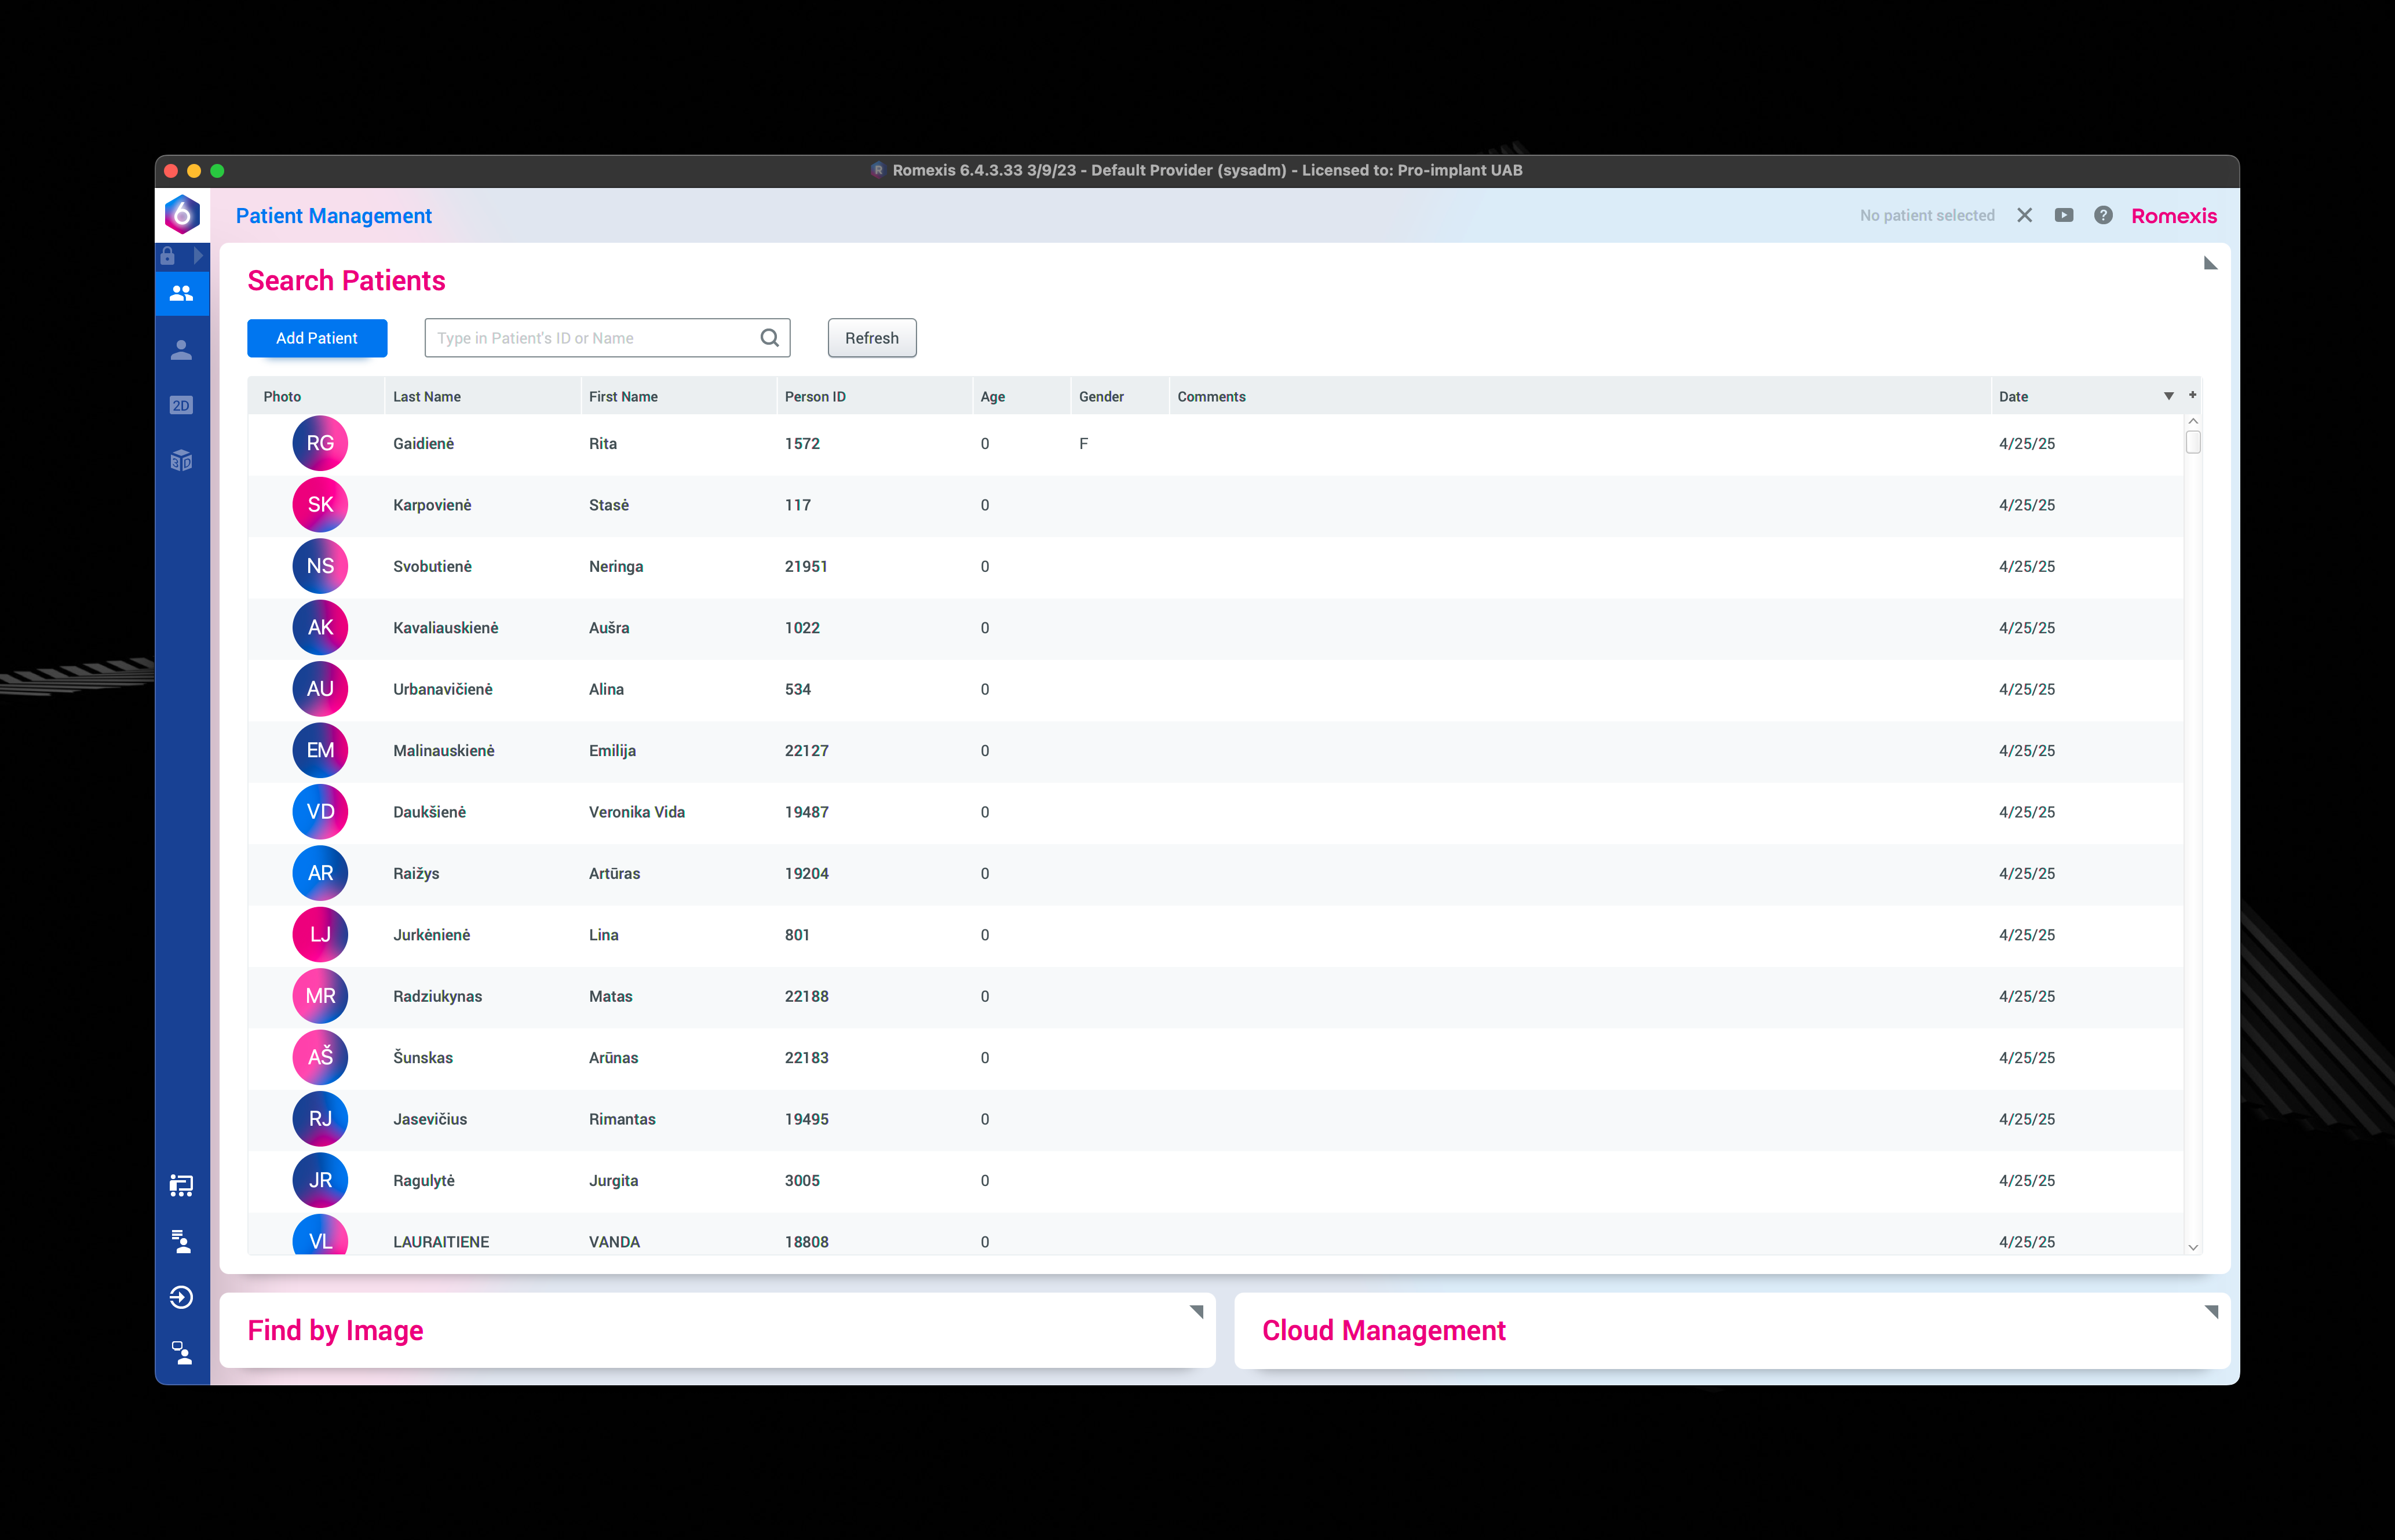 Romexis 6.4.3.33 3/9/23 - Default Provider (sysadm) - Licensed to: Pro-implant UAB
6 Patient Management No patient selected Romexis
Search Patients
Add Patient Type in Patient's ID or Name Refresh
Photo Last Name First Name Person ID Age Gender Comments Date
RG Gaidienė Rita 1572 0 F 4/25/25
SK Karpovienė Stasė 117 0 4/25/25
NS Svobutienė Neringa 21951 0 4/25/25
AK Kavaliauskienė Aušra 1022 0 4/25/25
AU Urbanavičienė Alina 534 0 4/25/25
EM Malinauskienė Emilija 22127 0 4/25/25
VD Daukšienė Veronika Vida 19487 0 4/25/25
AR Raižys Artūras 19204 0 4/25/25
LJ Jurkėnienė Lina 801 0 4/25/25
MR Radziukynas Matas 22188 0 4/25/25
AŠ Šunskas Arūnas 22183 0 4/25/25
RJ Jasevičius Rimantas 19495 0 4/25/25
JR Ragulytė Jurgita 3005 0 4/25/25
VL LAURAITIENE VANDA 18808 0 4/25/25
2D
3D
Find by Image Cloud Management